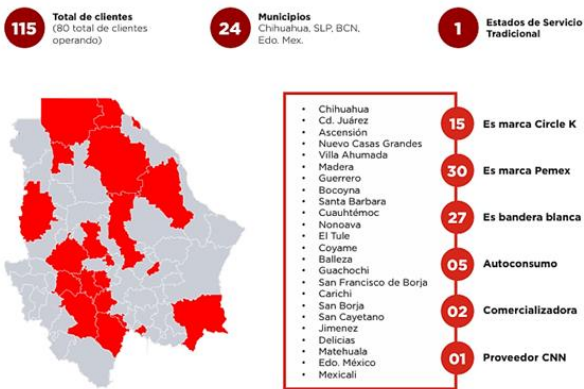 115
Total de clientes
(80 total de clientes
operando)
24
Municipios
Chihuahua, SLP, BCN,
Edo. Mex.
1
Estados de Servicio
Tradicional
• Chihuahua
• Cd. Juárez
• Ascensión
• Nuevo Casas Grandes
• Villa Ahumada
• Madera
• Guerrero
• Bocoyna
• Santa Barbara
• Cuauhtémoc
• Nonoava
• El Tule
• Coyame
• Balleza
• Guachochi
• San Francisco de Borja
• Carichi
• San Borja
• San Cayetano
• Jimenez
• Delicias
• Matehuala
• Edo. México
• Mexicali
15
Es marca Circle K
30
Es marca Pemex
27
Es bandera blanca
05
Autoconsumo
02
Comercializadora
01
Proveedor CNN